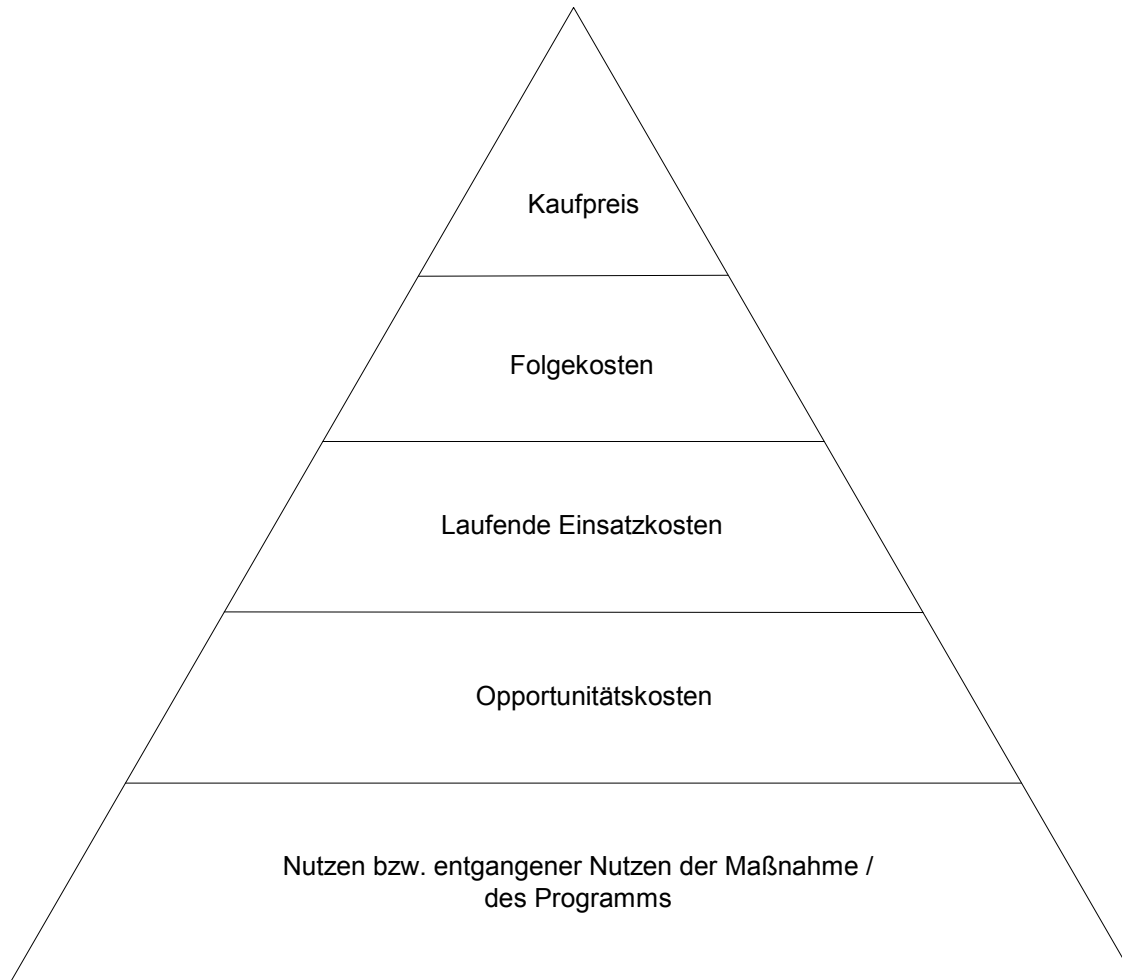 Kaufpreis
Folgekosten
Laufende Einsatzkosten
Opportunitätskosten
Nutzen bzw. entgangener Nutzen der Maßnahme /
des Programms